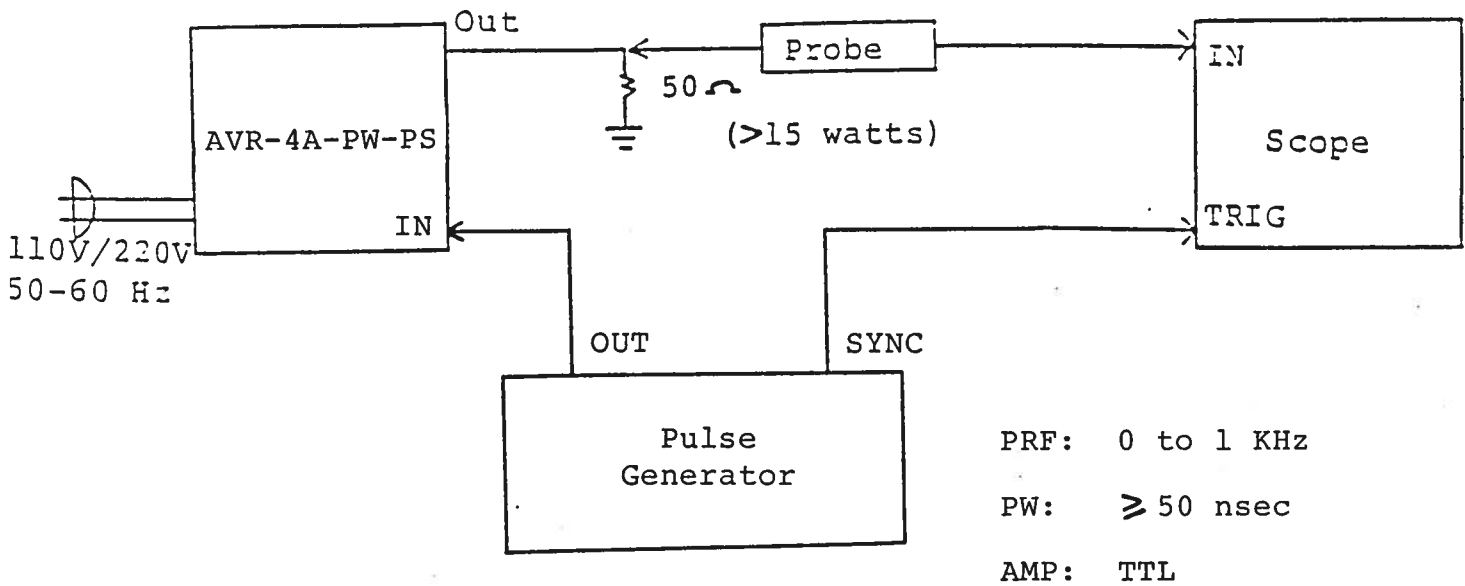 Out
Probe
IN
50Ω
(>15 watts)
AVR-4A-PW-PS
Scope
IN
TRIG
110V/220V
50-60 Hz
OUT
SYNC
Pulse
Generator
PRF: 0 to 1 KHz
PW: ≥ 50 nsec
AMP: TTL